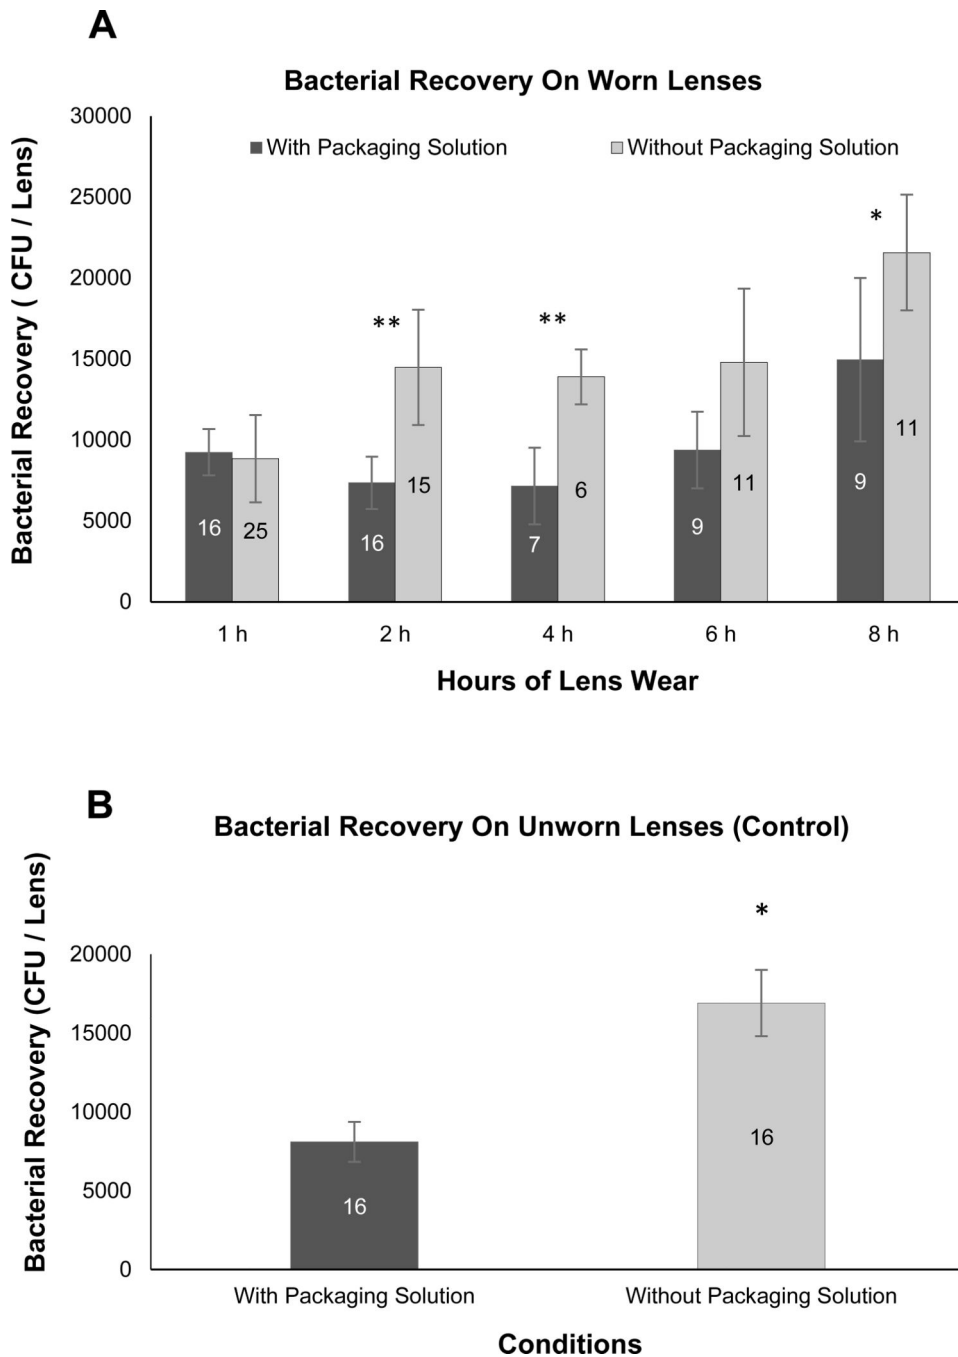 A
Bacterial Recovery On Worn Lenses
Bacterial Recovery ( CFU / Lens)
30000
25000
20000
15000
10000
5000
0
With Packaging Solution
Without Packaging Solution
**
**
*
16
25
16
15
7
6
9
11
9
11
1 h
2 h
4 h
6 h
8 h
Hours of Lens Wear
B
Bacterial Recovery On Unworn Lenses (Control)
Bacterial Recovery (CFU / Lens)
20000
15000
10000
5000
0
*
16
16
With Packaging Solution
Without Packaging Solution
Conditions